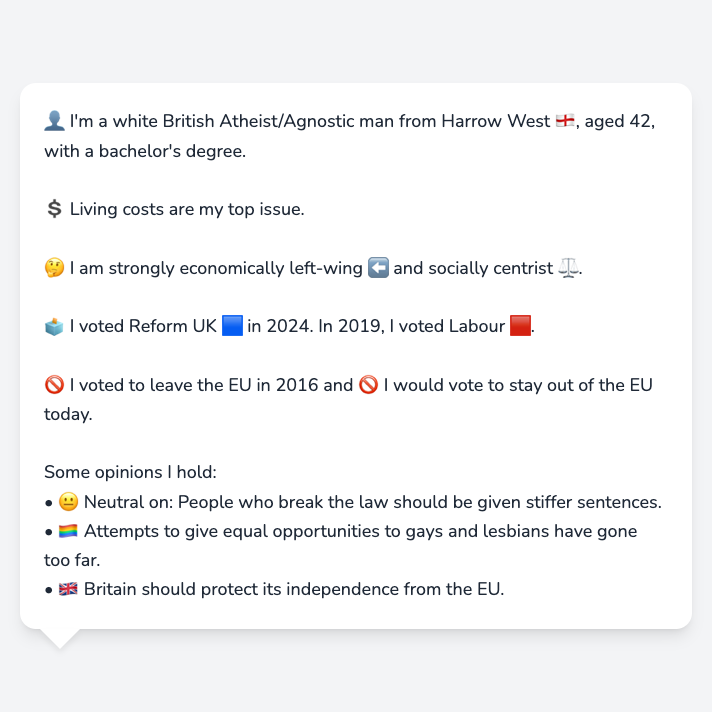 👤 I'm a white British Atheist/Agnostic man from Harrow West 🏴󠁧󠁢󠁥󠁮󠁧󠁿, aged 42,
with a bachelor's degree.
💲 Living costs are my top issue.
🤔 I am strongly economically left-wing ⬅️ and socially centrist ⚖️.
🗳️ I voted Reform UK 🟦 in 2024. In 2019, I voted Labour 🟥.
🚫 I voted to leave the EU in 2016 and 🚫 I would vote to stay out of the EU
today.
Some opinions I hold:
• 😐 Neutral on: People who break the law should be given stiffer sentences.
• 🏳️‍🌈 Attempts to give equal opportunities to gays and lesbians have gone
too far.
• 🇬🇧 Britain should protect its independence from the EU.